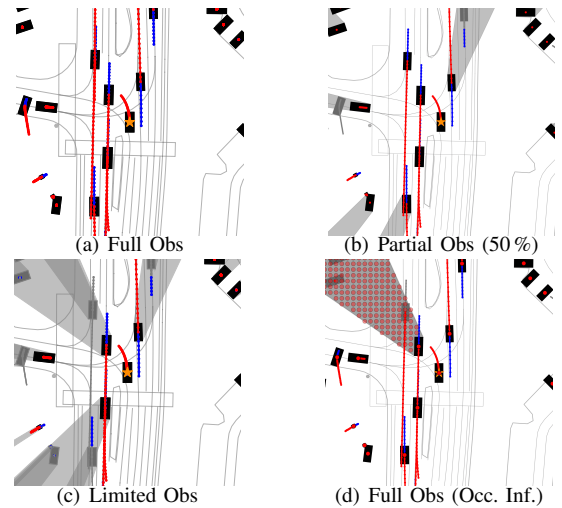 (a) Full Obs
(b) Partial Obs (50 %)
(c) Limited Obs
(d) Full Obs (Occ. Inf.)